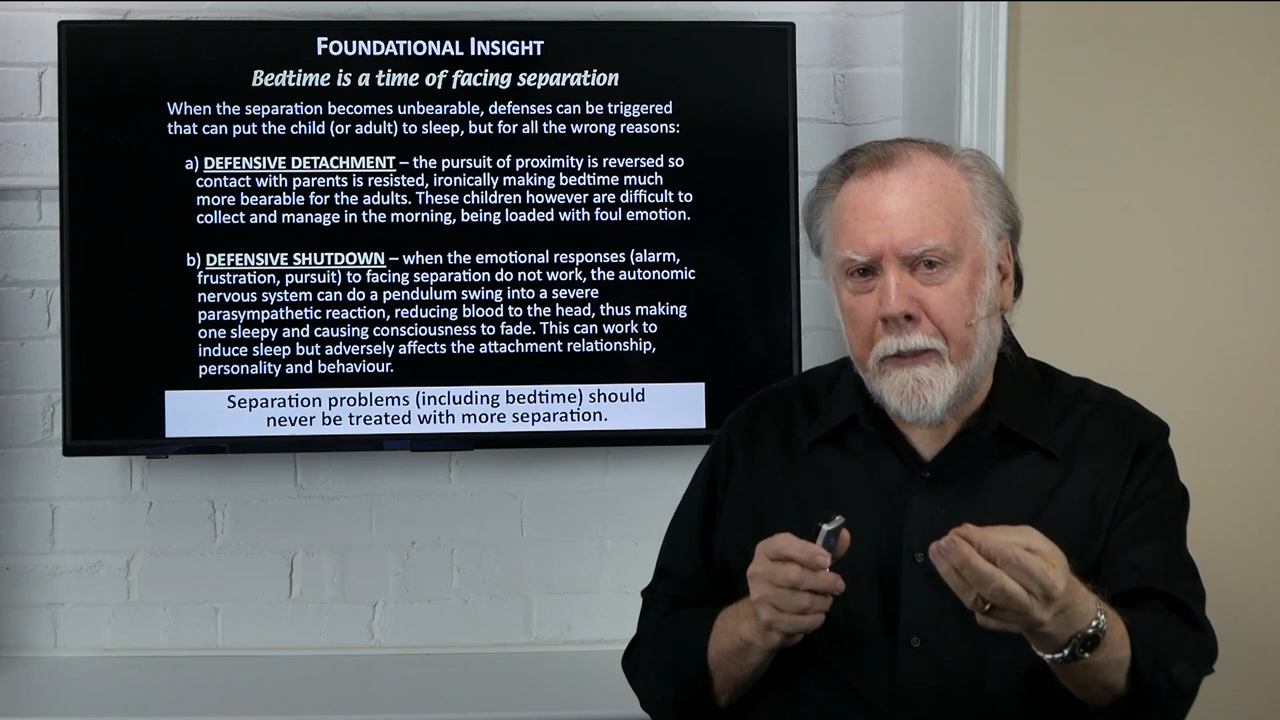 FOUNDATIONAL INSIGHT
Bedtime is a time of facing separation
When the separation becomes unbearable, defenses can be triggered
that can put the child (or adult) to sleep, but for all the wrong reasons:
a) DEFENSIVE DETACHMENT – the pursuit of proximity is reversed so
contact with parents is resisted, ironically making bedtime much
more bearable for the adults. These children however are difficult to
collect and manage in the morning, being loaded with foul emotion.
b) DEFENSIVE SHUTDOWN – when the emotional responses (alarm,
frustration, pursuit) to facing separation do not work, the autonomic
nervous system can do a pendulum swing into a severe
parasympathetic reaction, reducing blood to the head, thus making
one sleepy and causing consciousness to fade. This can work to
induce sleep but adversely affects the attachment relationship,
personality and behaviour.
Separation problems (including bedtime) should
never be treated with more separation.